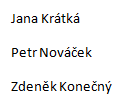 Jana Krátká
Petr Nováček
Zdeněk Konečný